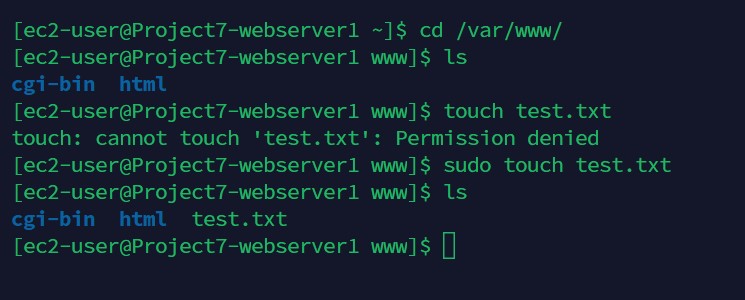 [ec2-user@Project7-webserver1 ~]$ cd /var/www/
[ec2-user@Project7-webserver1 www]$ ls
cgi-bin  html
[ec2-user@Project7-webserver1 www]$ touch test.txt
touch: cannot touch 'test.txt': Permission denied
[ec2-user@Project7-webserver1 www]$ sudo touch test.txt
[ec2-user@Project7-webserver1 www]$ ls
cgi-bin  html  test.txt
[ec2-user@Project7-webserver1 www]$